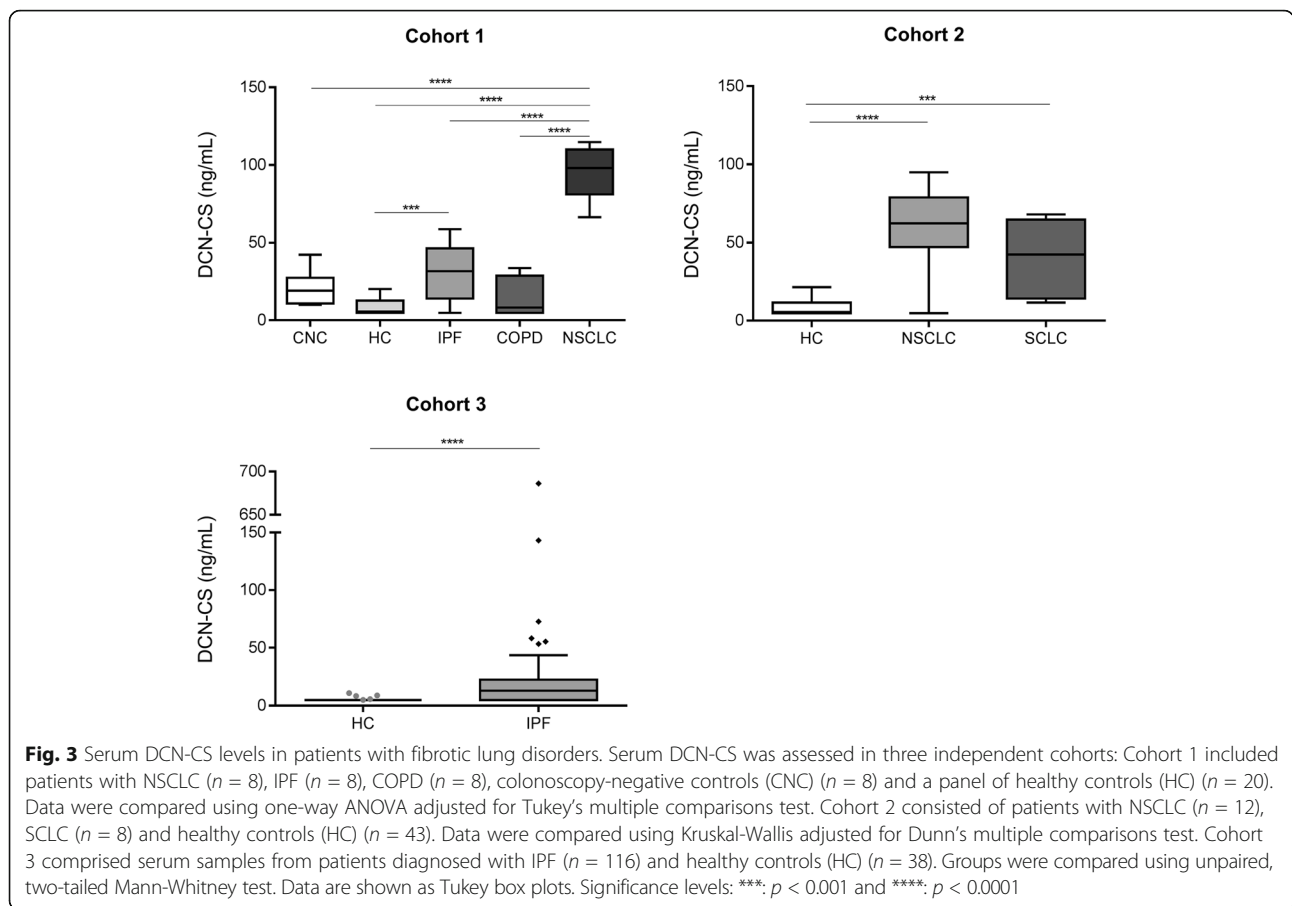 Cohort 1
150
100
50
0
DCN-CS (ng/mL)
****
****
****
****
***
CNC HC IPF COPD NSCLC
Cohort 2
150
100
50
0
DCN-CS (ng/mL)
***
****
HC NSCLC SCLC
Cohort 3
****
700
650
150
100
50
0
DCN-CS (ng/mL)
HC IPF
Fig. 3 Serum DCN-CS levels in patients with fibrotic lung disorders. Serum DCN-CS was assessed in three independent cohorts: Cohort 1 included
patients with NSCLC (n = 8), IPF (n = 8), COPD (n = 8), colonoscopy-negative controls (CNC) (n = 8) and a panel of healthy controls (HC) (n = 20).
Data were compared using one-way ANOVA adjusted for Tukey's multiple comparisons test. Cohort 2 consisted of patients with NSCLC (n = 12),
SCLC (n = 8) and healthy controls (HC) (n = 43). Data were compared using Kruskal-Wallis adjusted for Dunn's multiple comparisons test. Cohort
3 comprised serum samples from patients diagnosed with IPF (n = 116) and healthy controls (HC) (n = 38). Groups were compared using unpaired,
two-tailed Mann-Whitney test. Data are shown as Tukey box plots. Significance levels: ***: p < 0.001 and ****: p < 0.0001